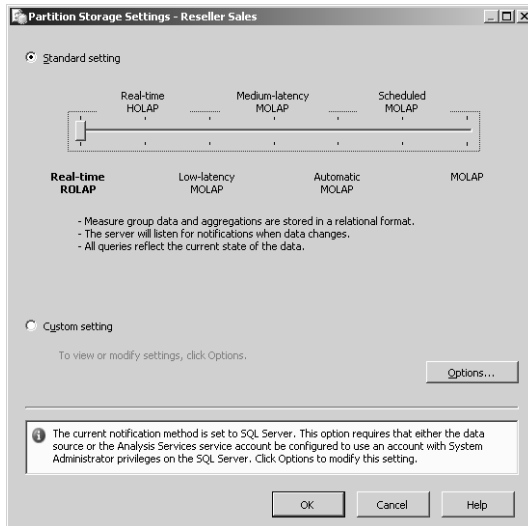 Partition Storage Settings - Reseller Sales
Standard setting
Real-time
HOLAP
Medium-latency
MOLAP
Scheduled
MOLAP
Real-time
ROLAP
Low-latency
MOLAP
Automatic
MOLAP
MOLAP
- Measure group data and aggregations are stored in a relational format.
- The server will listen for notifications when data changes.
- All queries reflect the current state of the data.
Custom setting
To view or modify settings, click Options.
Options...
The current notification method is set to SQL Server. This option requires that either the data
source or the Analysis Services service account be configured to use an account with System
Administrator privileges on the SQL Server. Click Options to modify this setting.
OK
Cancel
Help